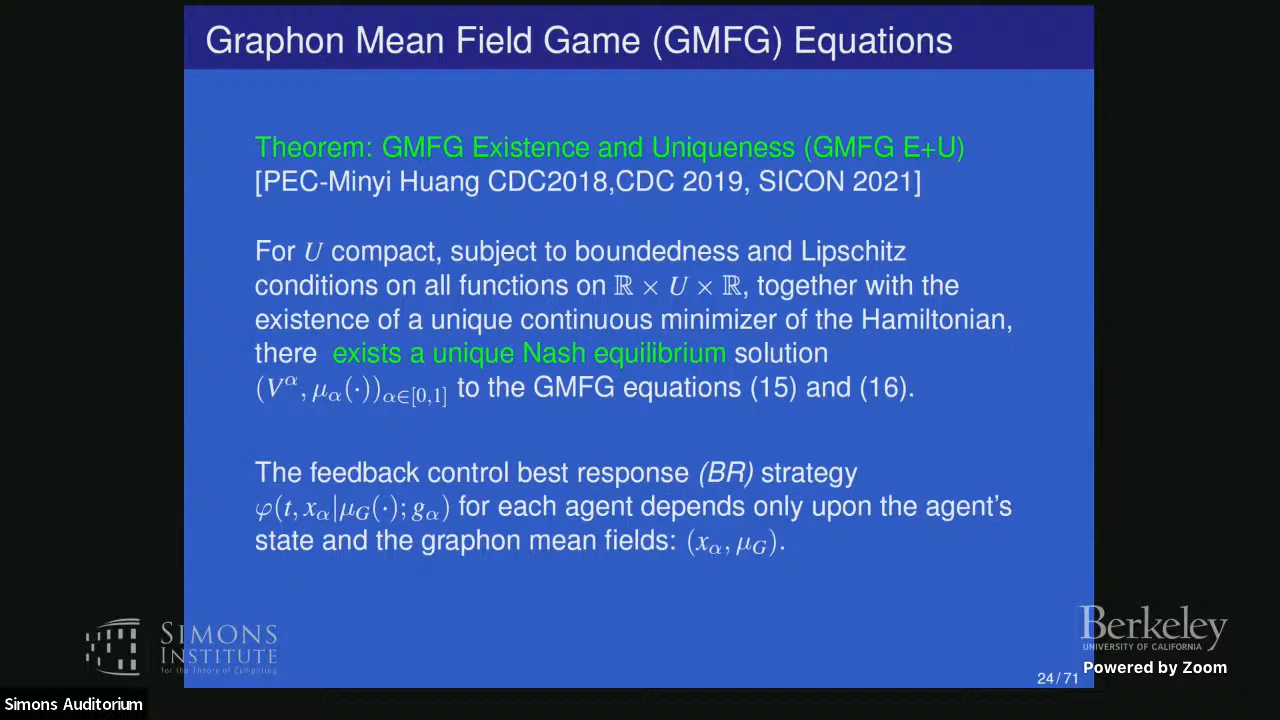 Graphon Mean Field Game (GMFG) Equations
Theorem: GMFG Existence and Uniqueness (GMFG E+U)
[PEC-Minyi Huang CDC2018,CDC 2019, SICON 2021]
For U compact, subject to boundedness and Lipschitz
conditions on all functions on ℝ × U × ℝ, together with the
existence of a unique continuous minimizer of the Hamiltonian,
there exists a unique Nash equilibrium solution
(V^α, μ_α(·))_{α∈[0,1]} to the GMFG equations (15) and (16).
The feedback control best response (BR) strategy
φ(t, x_α|μ_G(·); g_α) for each agent depends only upon the agent's
state and the graphon mean fields: (x_α, μ_G).
SIMONS
INSTITUTE
for the Theory of Computing
Berkeley
UNIVERSITY OF CALIFORNIA
Powered by Zoom
24 / 71
Simons Auditorium